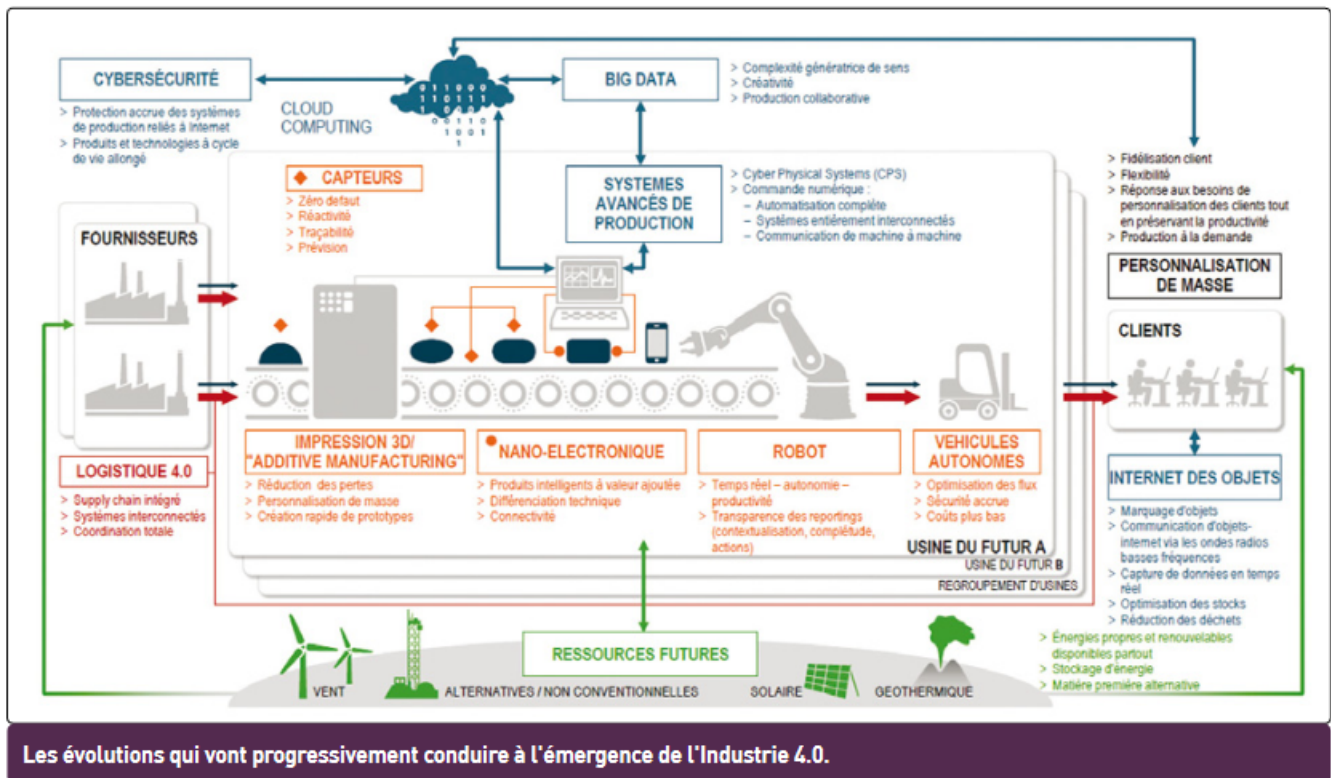 CYBERSÉCURITÉ
> Protection accrue des systèmes
de production reliés à Internet
> Produits et technologies à cycle
de vie allongé
CLOUD
COMPUTING
BIG DATA
> Complexité génératrice de sens
> Créativité
> Production collaborative
CAPTEURS
> Zéro defaut
> Réactivité
> Traçabilité
> Prévision
SYSTEMES
AVANCÉS DE
PRODUCTION
> Cyber Physical Systems (CPS)
> Commande numérique :
– Automatisation complète
– Systèmes entièrement interconnectés
– Communication de machine à machine
> Fidélisation client
> Flexibilité
> Réponse aux besoins de
personnalisation des clients tout
en préservant la productivité
> Production à la demande
PERSONNALISATION
DE MASSE
FOURNISSEURS
CLIENTS
LOGISTIQUE 4.0
> Supply chain intégré
> Systèmes interconnectés
> Coordination totale
IMPRESSION 3D/
"ADDITIVE MANUFACTURING"
> Réduction des pertes
> Personnalisation de masse
> Création rapide de prototypes
NANO-ELECTRONIQUE
> Produits intelligents à valeur ajoutée
> Différenciation technique
> Connectivité
ROBOT
> Temps réel – autonomie –
productivité
> Transparence des reportings
(contextualisation, complétude,
actions)
VEHICULES
AUTONOMES
> Optimisation des flux
> Sécurité accrue
> Coûts plus bas
USINE DU FUTUR A
USINE DU FUTUR B
REGROUPEMENT D'USINES
INTERNET DES OBJETS
> Marquage d'objets
> Communication d'objets-
internet via les ondes radios
basses fréquences
> Capture de données en temps
réel
> Optimisation des stocks
> Réduction des déchets
RESSOURCES FUTURES
VENT
ALTERNATIVES / NON CONVENTIONNELLES
SOLAIRE
GEOTHERMIQUE
> Énergies propres et renouvelables
disponibles partout
> Stockage d'énergie
> Matière première alternative
Les évolutions qui vont progressivement conduire à l'émergence de l'Industrie 4.0.